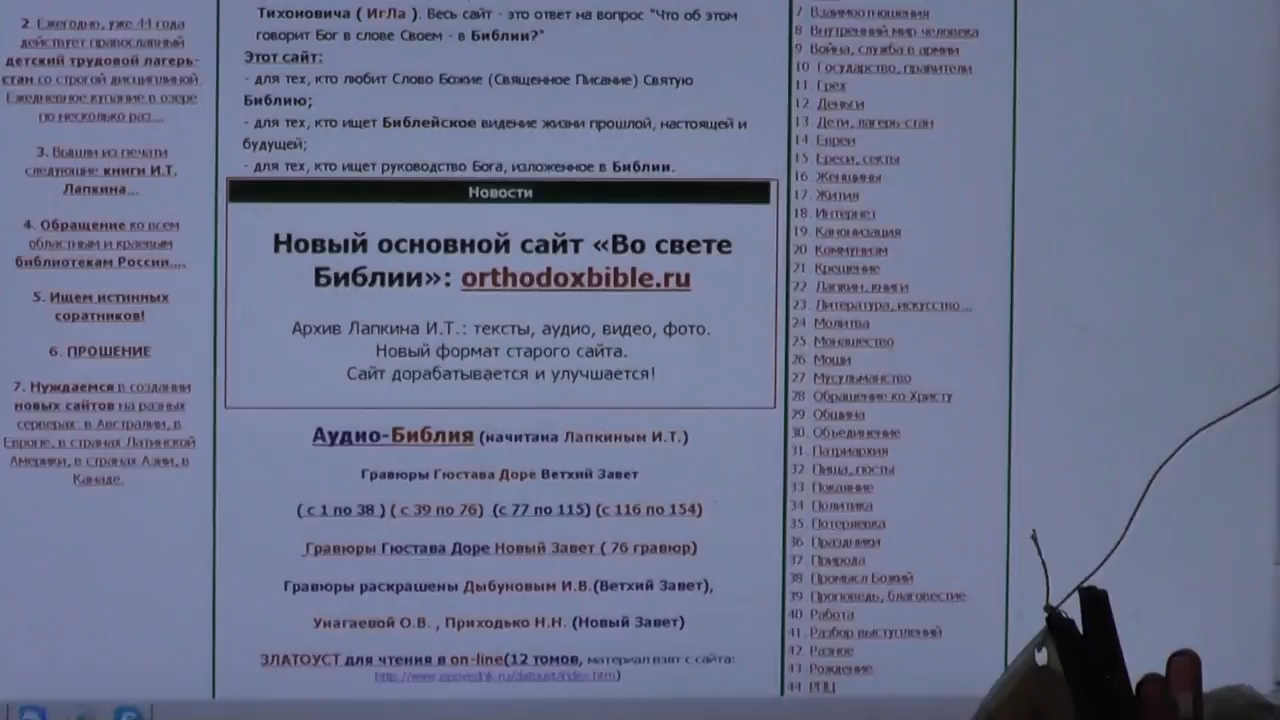 2. Ежегодно, уже 44 года
действует православный
детский трудовой лагерь-
стан со строгой дисциплиной.
Ежедневное купание в озере
по несколько раз...
3. Вышли из печати
следующие книги И.Т.
Лапкина...
4. Обращение ко всем
областным и краевым
библиотекам России....
5. Ищем истинных
соратников!
6. ПРОШЕНИЕ
7. Нуждаемся в создании
новых сайтов на разных
серверах: в Австралии, в
Европе, в странах Латинской
Америки, в странах Азии, в
Канаде.
Тихоновича ( ИгЛа ). Весь сайт - это ответ на вопрос "Что об этом
говорит Бог в слове Своем - в Библии?"
Этот сайт:
- для тех, кто любит Слово Божие (Священное Писание) Святую
Библию;
- для тех, кто ищет Библейское видение жизни прошлой, настоящей и
будущей;
- для тех, кто ищет руководство Бога, изложенное в Библии.
Новости
Новый основной сайт «Во свете
Библии»: orthodoxbible.ru
Архив Лапкина И.Т.: тексты, аудио, видео, фото.
Новый формат старого сайта.
Сайт дорабатывается и улучшается!
Аудио-Библия (начитана Лапкиным И.Т.)
Гравюры Гюстава Доре Ветхий Завет
( с 1 по 38 ) ( с 39 по 76) (с 77 по 115) (с 116 по 154)
Гравюры Гюстава Доре Новый Завет ( 76 гравюр)
Гравюры раскрашены Дыбуновым И.В.(Ветхий Завет),
Унагаевой О.В. , Приходько Н.Н. (Новый Завет)
ЗЛАТОУСТ для чтения в on-line(12 томов, материал взят с сайта:
7. Взаимоотношения
8. Внутренний мир человека
9. Война, служба в армии
10. Государство, правители
11. Грех
12. Деньги
13. Дети, лагерь-стан
14. Евреи
15. Ереси, секты
16. Женщины
17. Жития
18. Интернет
19. Канонизация
20. Коммунизм
21. Крещение
22. Лапкин, книги
23. Литература, искусство...
24. Молитва
25. Монашество
26. Мощи
27. Мусульманство
28. Обращение ко Христу
29. Община
30. Объединение
31. Патриархия
32. Пища, посты
33. Покаяние
34. Политика
35. Потеряевка
36. Праздники
37. Природа
38. Промысл Божий
39. Проповедь, благовестие
40. Работа
41. Разбор выступлений
42. Разное
43. Рождение
44. РПЦ